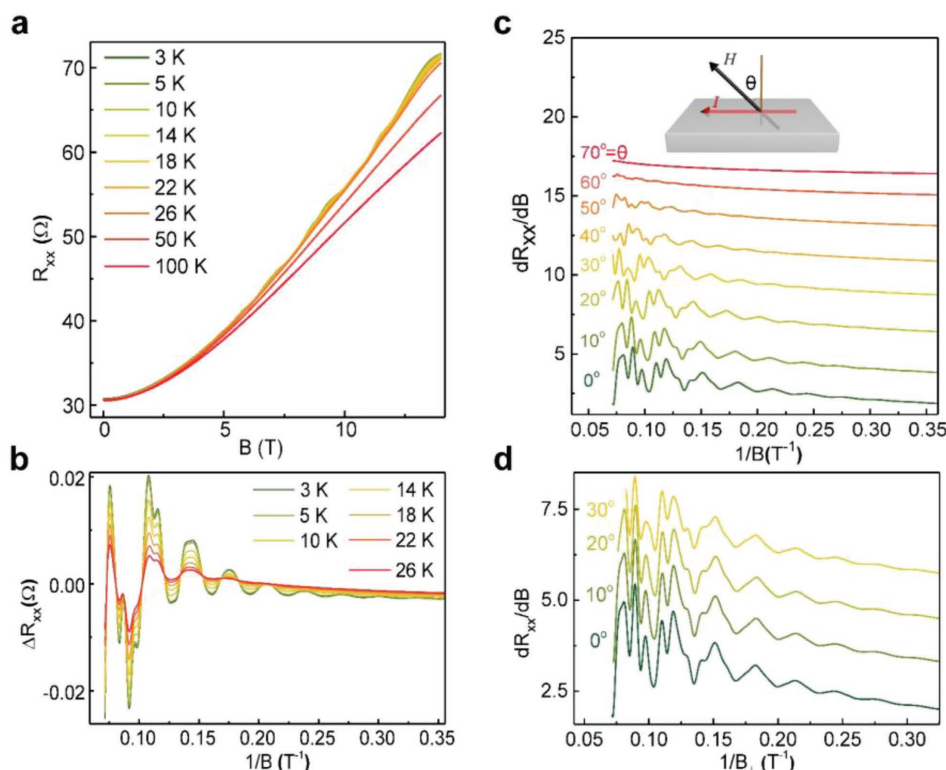 a
70
60
50
40
30
R_xx (Ω)
3 K
5 K
10 K
14 K
18 K
22 K
26 K
50 K
100 K
0
5
10
B (T)
b
0.02
0.00
-0.02
ΔR_xx(Ω)
3 K
5 K
10 K
14 K
18 K
22 K
26 K
0.10
0.15
0.20
0.25
0.30
0.35
1/B (T⁻¹)
c
25
20
15
10
5
dR_XX/dB
H
θ
I
70°=θ
60°
50°
40°
30°
20°
10°
0°
0.05
0.10
0.15
0.20
0.25
0.30
0.35
1/B(T⁻¹)
d
7.5
5.0
2.5
dR_xx/dB
30°
20°
10°
0°
0.05
0.10
0.15
0.20
0.25
0.30
1/B⊥ (T⁻¹)